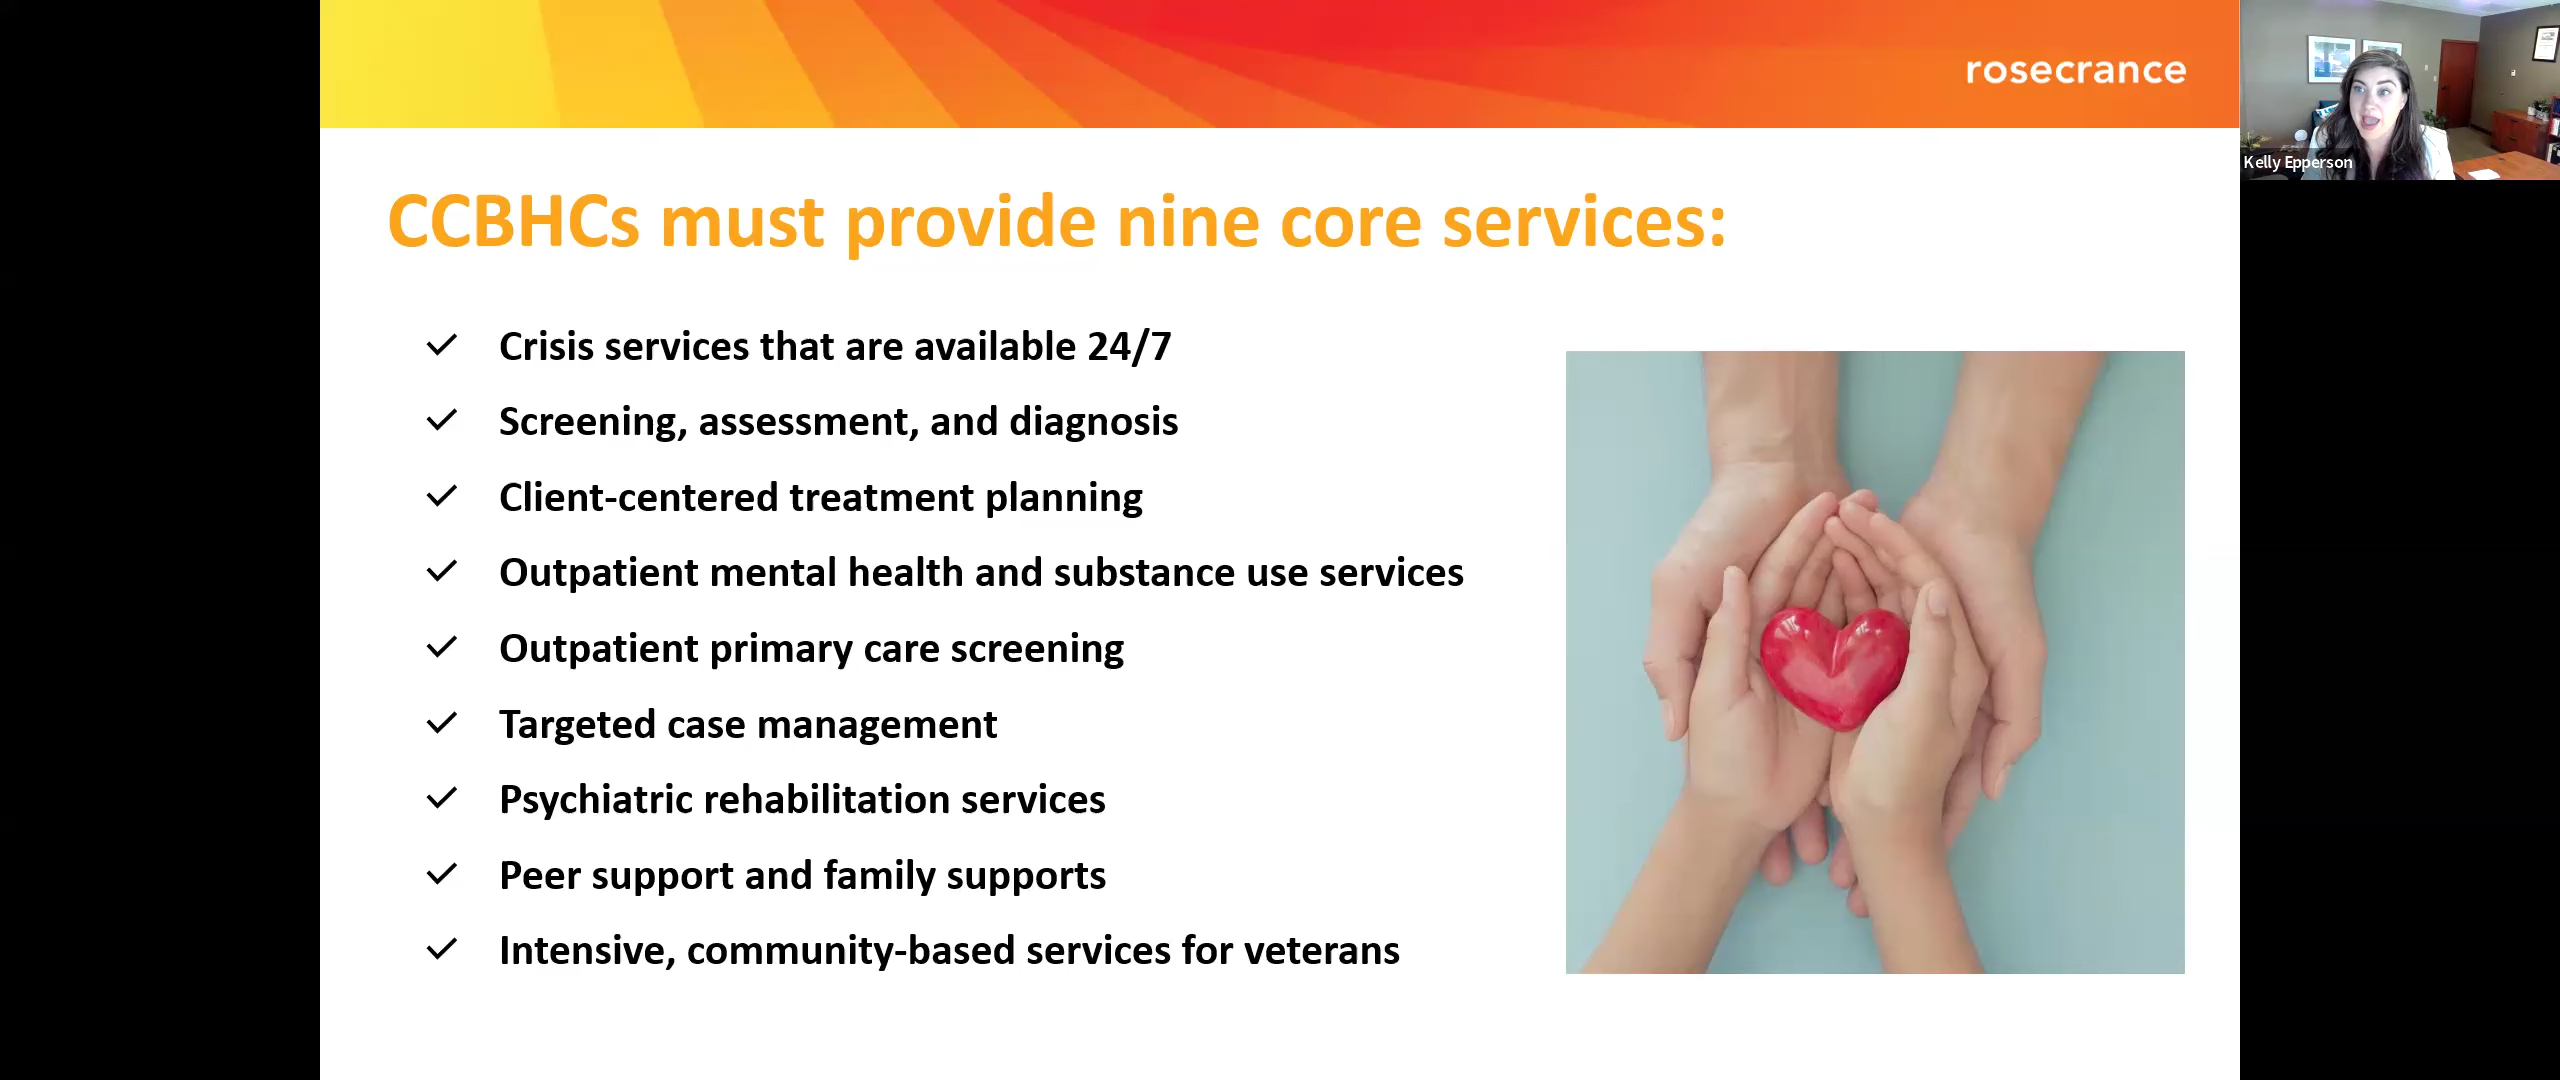 rosecrance
Kelly Epperson
CCBHCs must provide nine core services:
✓ Crisis services that are available 24/7
✓ Screening, assessment, and diagnosis
✓ Client-centered treatment planning
✓ Outpatient mental health and substance use services
✓ Outpatient primary care screening
✓ Targeted case management
✓ Psychiatric rehabilitation services
✓ Peer support and family supports
✓ Intensive, community-based services for veterans